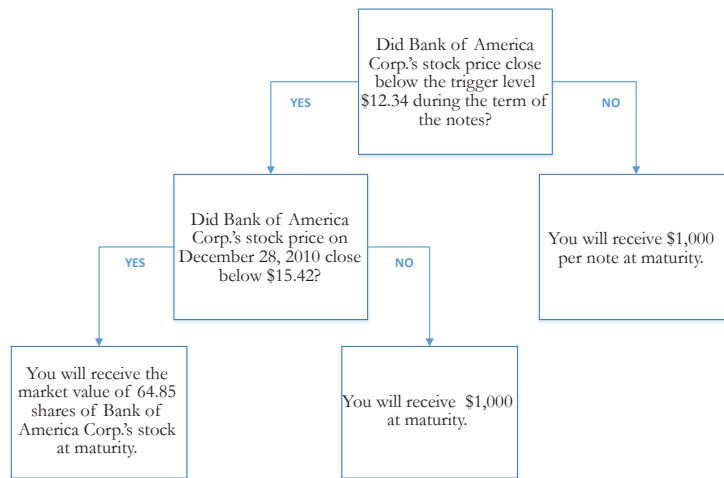 Did Bank of America
Corp.'s stock price close
below the trigger level
$12.34 during the term of
the notes?
YES
NO
Did Bank of America
Corp.'s stock price on
December 28, 2010 close
below $15.42?
You will receive $1,000
per note at maturity.
YES
NO
You will receive the
market value of 64.85
shares of Bank of
America Corp.'s stock
at maturity.
You will receive $1,000
at maturity.